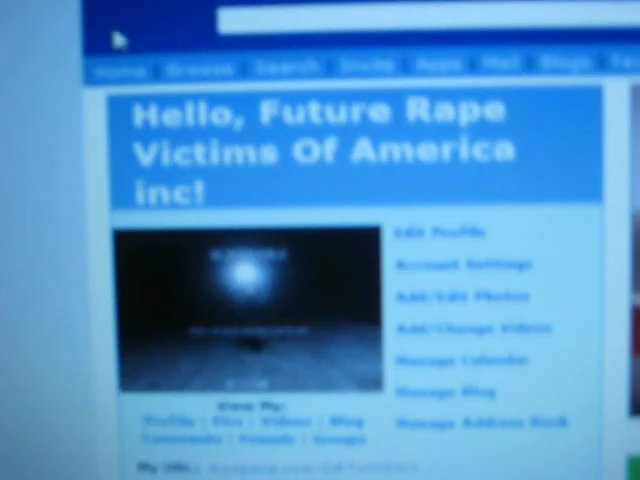 Home Browse Search Invite Apps Mail Blogs
Hello, Future Rape
Victims Of America
inc!
Edit Profile
Account Settings
Add/Edit Photos
Add/Change Videos
Manage Calendar
Manage Blog
Manage Address Book
View My:
Profile | Pics | Videos | Blog
Comments | Friends | Groups
My URL: